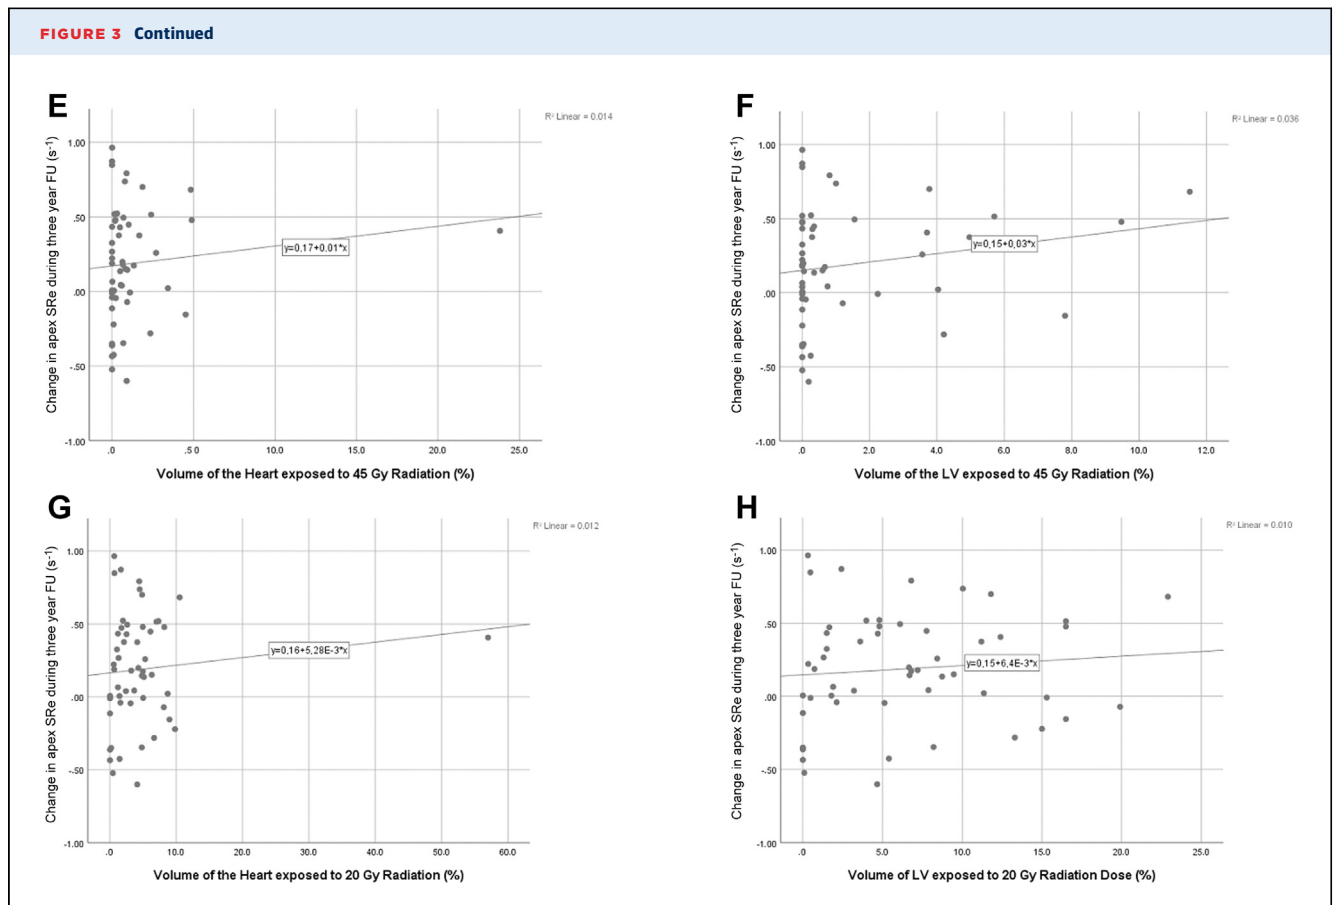 FIGURE 3 Continued
E
R² Linear = 0.014
Change in apex SRe during three year FU (s⁻¹)
1.00
.50
.00
-.50
-1.00
y=0,17+0.01*x
.0 .5 0 10.0 15.0 20.0 25.0
Volume of the Heart exposed to 45 Gy Radiation (%)
F
R² Linear = 0.036
Change in apex SRe during three year FU (s⁻¹)
1.00
.50
.00
-.50
-1.00
y=0,15+0,03*x
.0 2.0 4.0 6.0 8.0 10.0 12.0
Volume of the LV exposed to 45 Gy Radiation (%)
G
R² Linear = 0.012
Change in apex SRe during three year FU (s⁻¹)
1.00
.50
.00
-.50
-1.00
y=0,16+5,28E-3*x
.0 10.0 20.0 30.0 40.0 50.0 60.0
Volume of the Heart exposed to 20 Gy Radiation (%)
H
R² Linear = 0.010
Change in apex SRe during three year FU (s⁻¹)
1.00
.50
.00
-.50
-1.00
y=0,15+6,4E-3*x
.0 5.0 10.0 15.0 20.0 25.0
Volume of LV exposed to 20 Gy Radiation Dose (%)